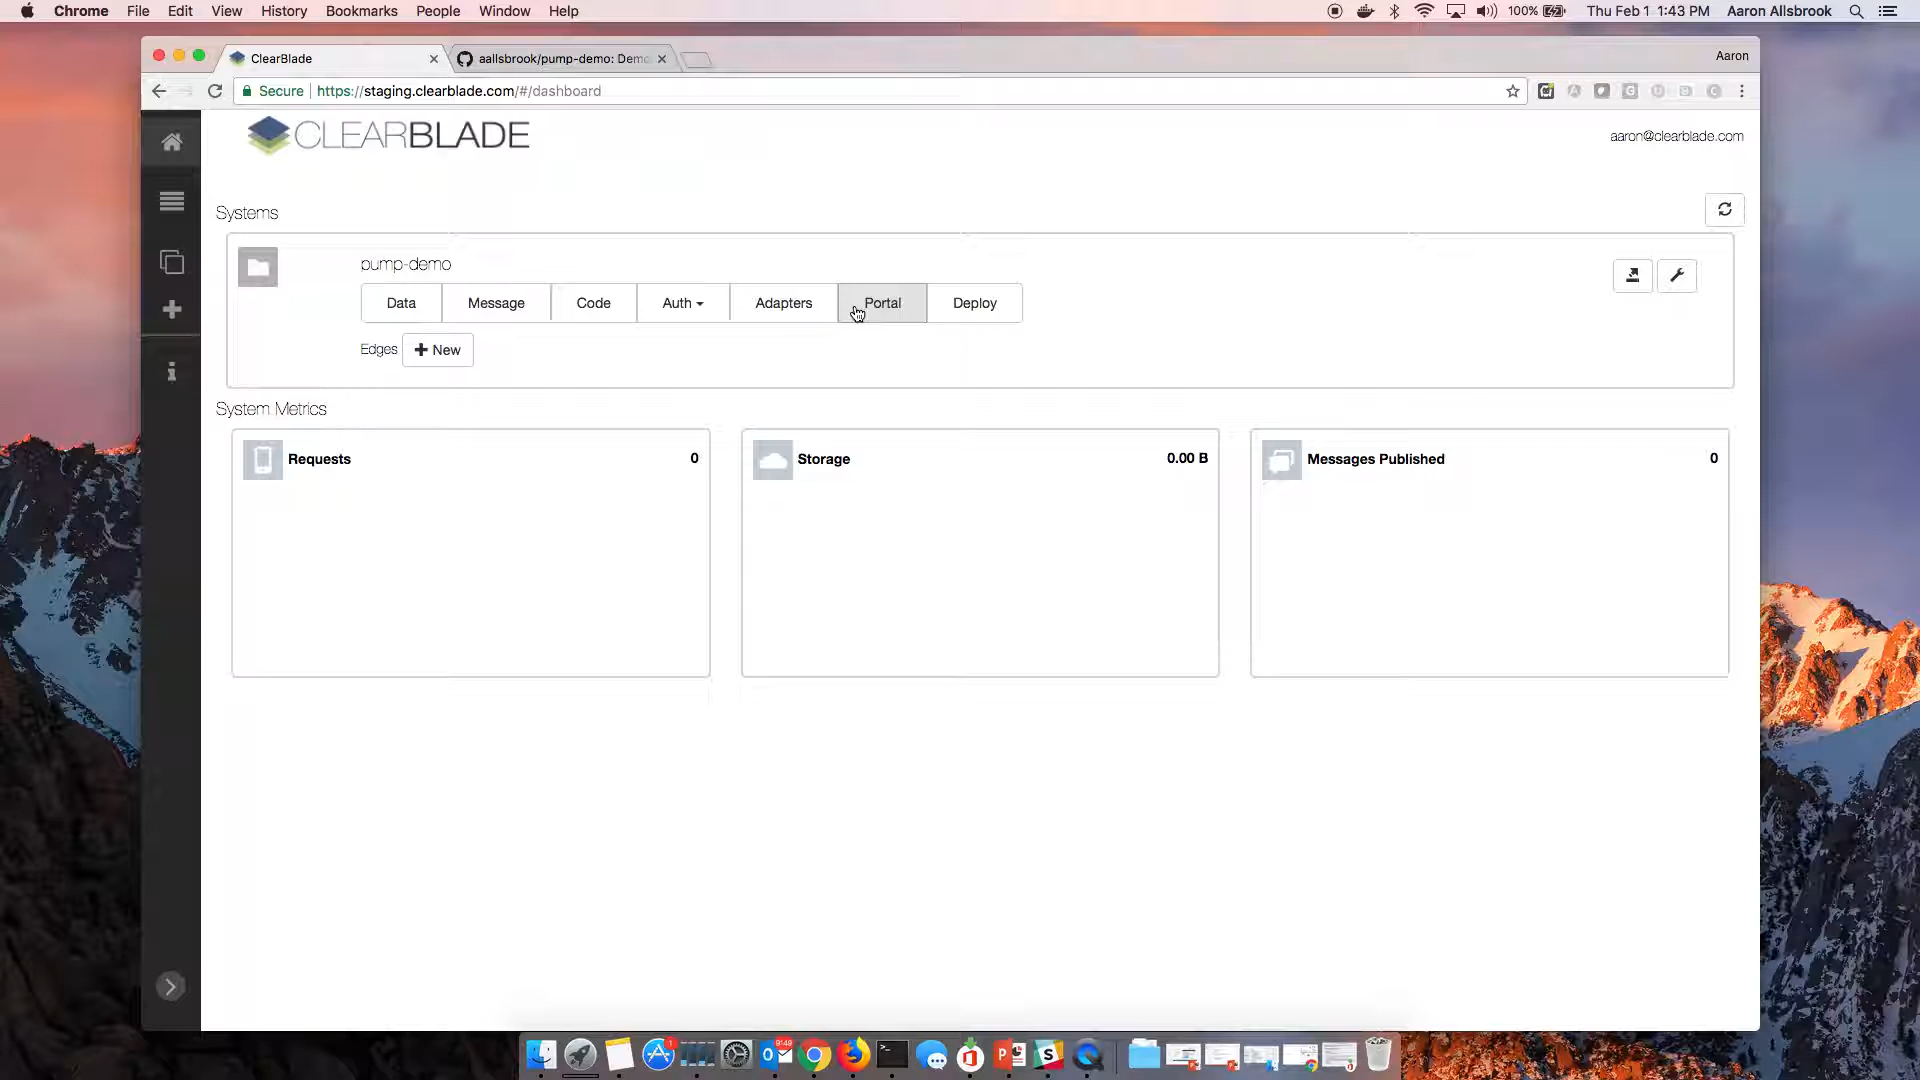 Chrome File Edit View History Bookmarks People Window Help 100% Thu Feb 1 1:43 PM Aaron Allsbrook
ClearBlade aallsbrook/pump-demo: Demo Aaron
Secure https://staging.clearblade.com/#/dashboard
CLEARBLADE
aaron@clearblade.com
Systems
pump-demo
Data Message Code Auth Adapters Portal Deploy
Edges New
System Metrics
Requests 0
Storage 0.00 B
Messages Published 0